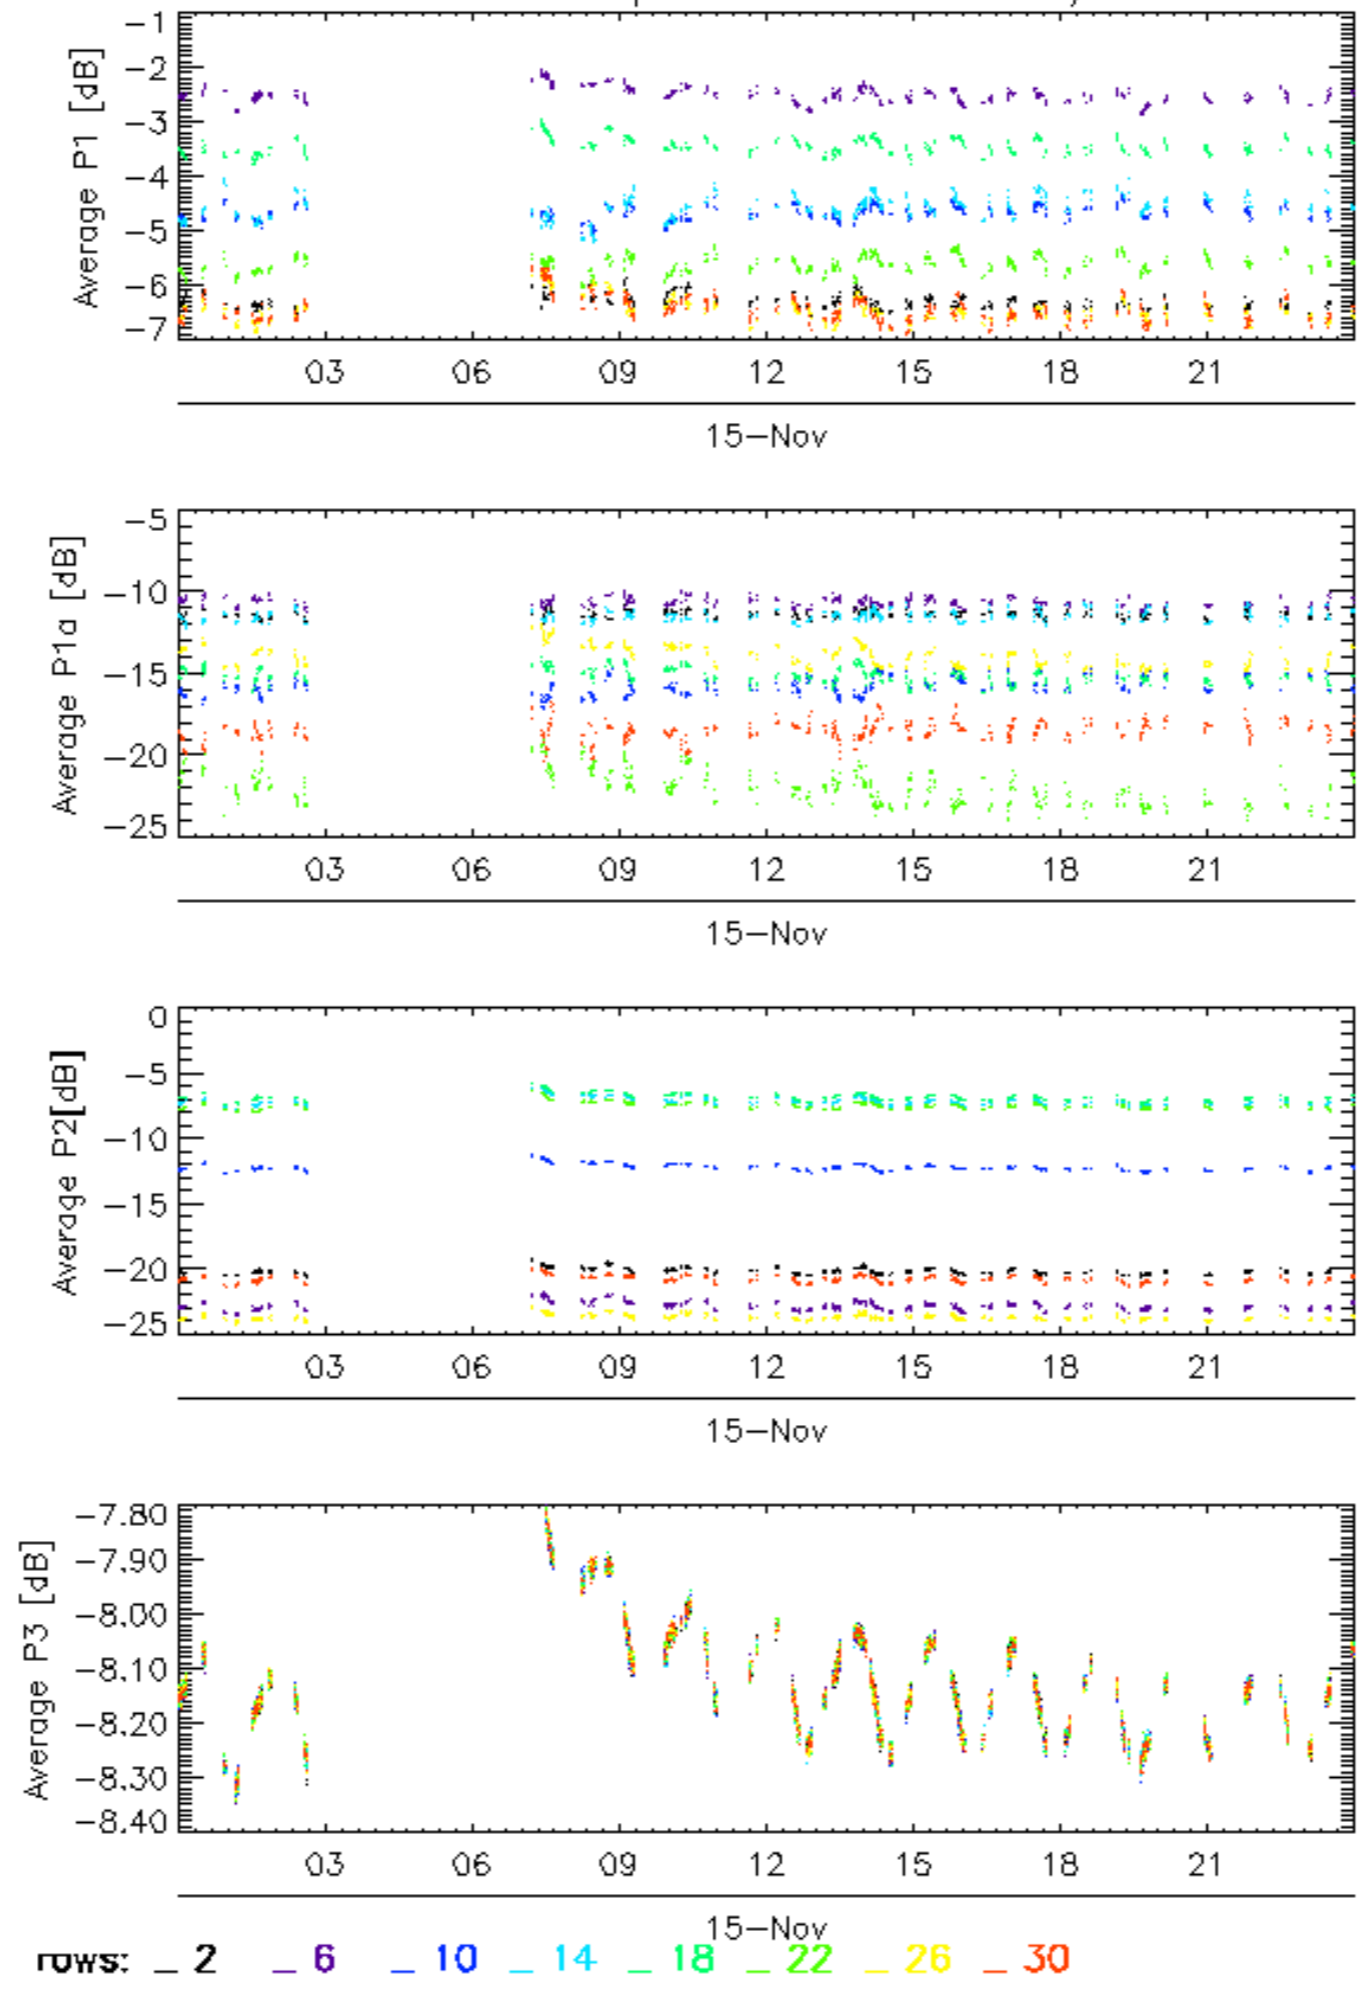 Average P1 [dB]
-1
-2
-3
-4
-5
-6
-7
03 06 09 12 15 18 21
15-Nov
Average P1a [dB]
-5
-10
-15
-20
-25
03 06 09 12 15 18 21
15-Nov
Average P2[dB]
0
-5
-10
-15
-20
-25
03 06 09 12 15 18 21
15-Nov
Average P3 [dB]
-7.80
-7.90
-8.00
-8.10
-8.20
-8.30
-8.40
03 06 09 12 15 18 21
15-Nov
rows: _ 2 _ 6 _ 10 _ 14 _ 18 _ 22 _ 26 _ 30